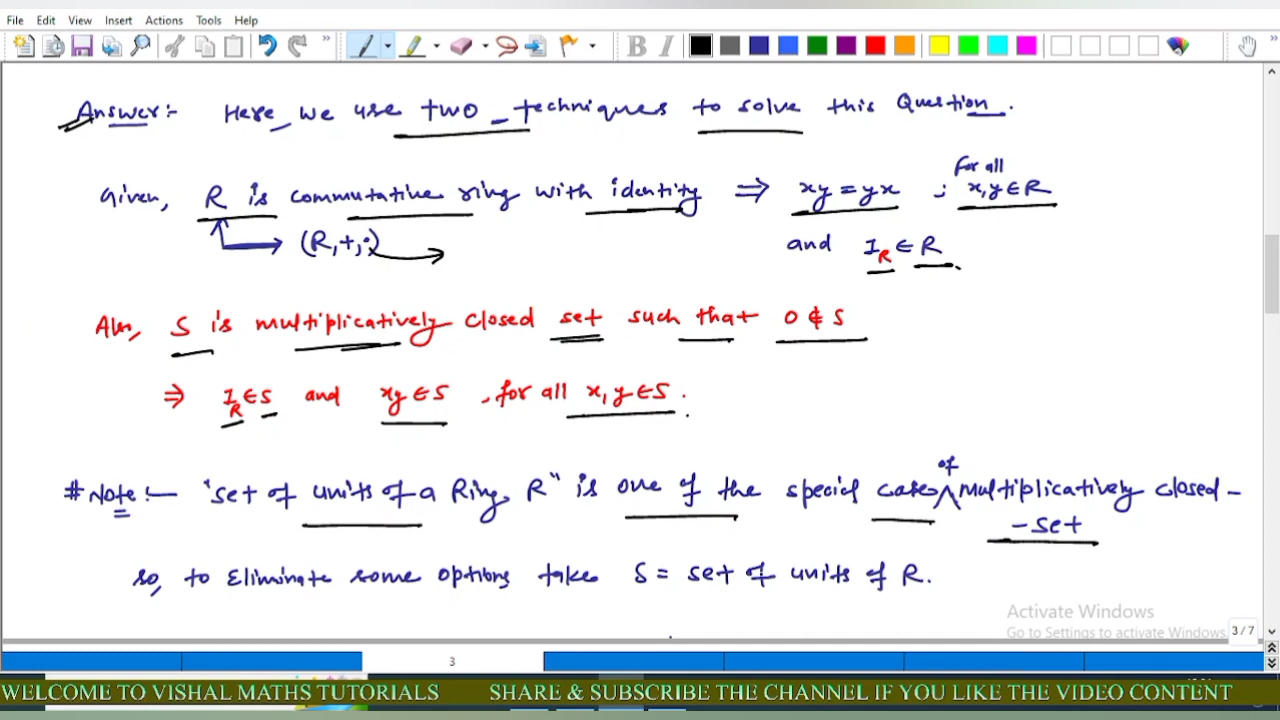 File Edit View Insert Actions Tools Help
Answer:- Here we use two techniques to solve this Question.
for all
Given, R is commutative ring with identity ⇒ xy = yx ; x,y ∈ R
(R,+,·) and I_R ∈ R
Also, S is multiplicatively closed set such that 0 ∉ S
⇒ I_R ∈ S and xy ∈ S , for all x, y ∈ S.
of
# Note :- "set of units of a Ring R" is one of the special case ^ multiplicatively closed -
- set
so, to Eliminate some options take S = set of units of R.
Activate Windows
Go to Settings to activate Windows.
3 / 7
3
WELCOME TO VISHAL MATHS TUTORIALS SHARE & SUBSCRIBE THE CHANNEL IF YOU LIKE THE VIDEO CONTENT